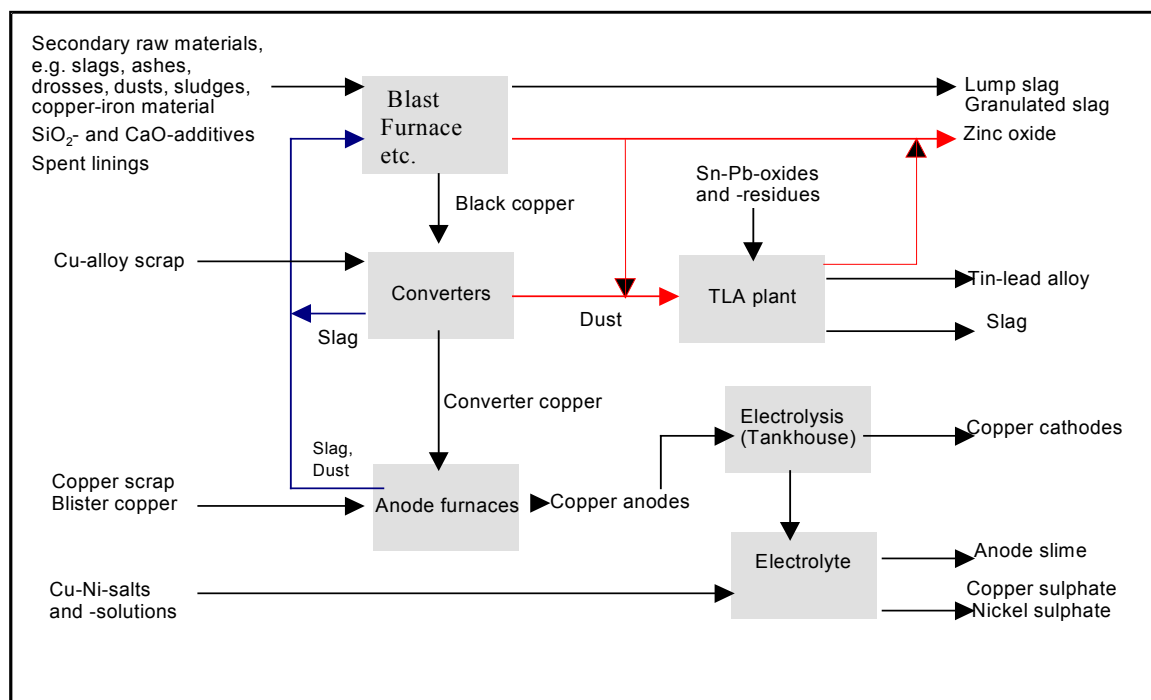 Secondary raw materials,
e.g. slags, ashes,
drosses, dusts, sludges,
copper-iron material
SiO₂- and CaO-additives
Spent linings
Blast
Furnace
etc.
Lump slag
Granulated slag
Zinc oxide
Sn-Pb-oxides
and -residues
Black copper
Cu-alloy scrap
Converters
Dust
TLA plant
Tin-lead alloy
Slag
Slag
Converter copper
Electrolysis
(Tankhouse)
Copper cathodes
Slag,
Dust
Copper scrap
Blister copper
Anode furnaces
Copper anodes
Electrolyte
Anode slime
Cu-Ni-salts
and -solutions
Copper sulphate
Nickel sulphate